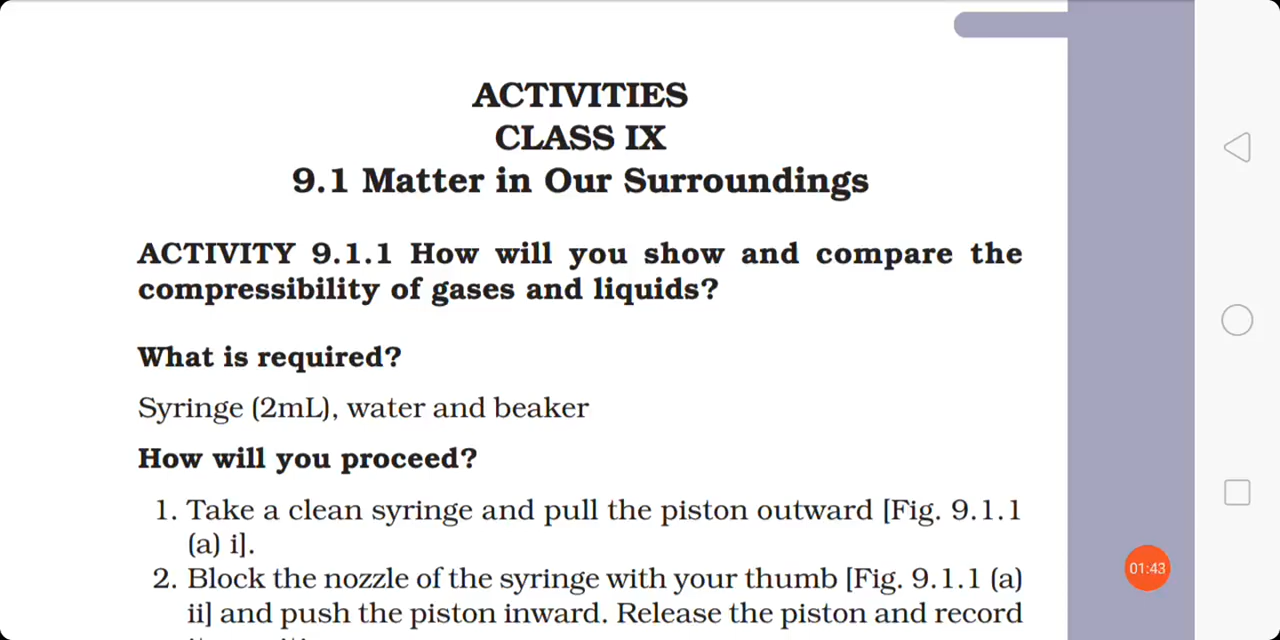 ACTIVITIES
CLASS IX
9.1 Matter in Our Surroundings
ACTIVITY 9.1.1 How will you show and compare the
compressibility of gases and liquids?
What is required?
Syringe (2mL), water and beaker
How will you proceed?
1. Take a clean syringe and pull the piston outward [Fig. 9.1.1
(a) i].
2. Block the nozzle of the syringe with your thumb [Fig. 9.1.1 (a)
ii] and push the piston inward. Release the piston and record
01:43